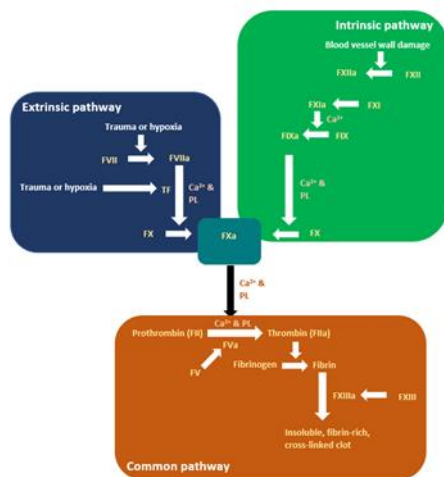 Intrinsic pathway
Blood vessel wall damage
FXIIa FXII
FXIa FXI
Ca²⁺
FIXa FIX
Ca²⁺ &
PL
FX
Extrinsic pathway
Trauma or hypoxia
FVII FVIIa
Trauma or hypoxia TF
Ca²⁺ &
PL
FX
FXa
Ca²⁺ &
PL
Ca²⁺ & PL
Prothrombin (FII) Thrombin (FIIa)
FVa
FV
Fibrinogen Fibrin
FXIIIa FXIII
Insoluble, fibrin-rich,
cross-linked clot
Common pathway